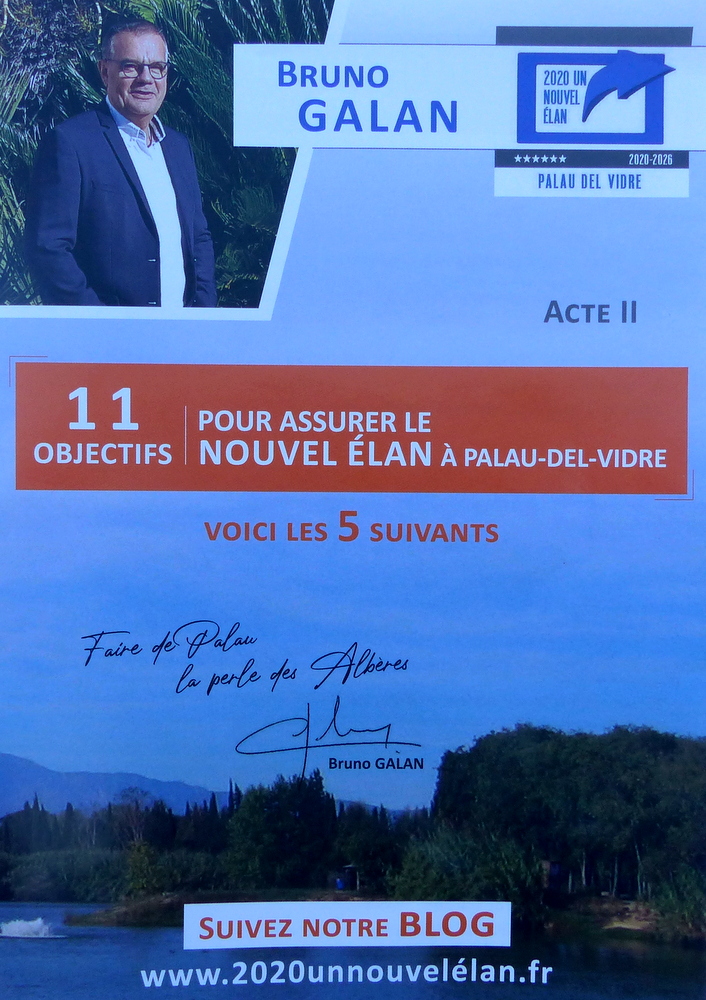 BRUNO
GALAN
2020 UN
NOUVEL
ÉLAN
★★★★★★ 2020-2026
PALAU DEL VIDRE
ACTE II
11
OBJECTIFS
POUR ASSURER LE
NOUVEL ÉLAN À PALAU-DEL-VIDRE
VOICI LES 5 SUIVANTS
Faire de Palau
la perle des Albères
Bruno GALAN
SUIVEZ NOTRE BLOG
www.2020unnouvelélan.fr